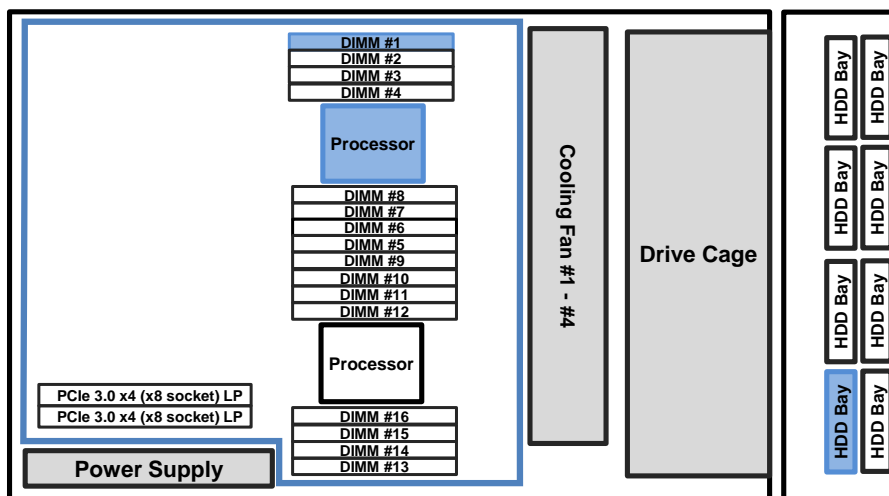 DIMM #1
DIMM #2
DIMM #3
DIMM #4
Processor
DIMM #8
DIMM #7
DIMM #6
DIMM #5
DIMM #9
DIMM #10
DIMM #11
DIMM #12
Processor
DIMM #16
DIMM #15
DIMM #14
DIMM #13
PCIe 3.0 x4 (x8 socket) LP
PCIe 3.0 x4 (x8 socket) LP
Power Supply
Cooling Fan #1 - #4
Drive Cage
HDD Bay
HDD Bay
HDD Bay
HDD Bay
HDD Bay
HDD Bay
HDD Bay
HDD Bay